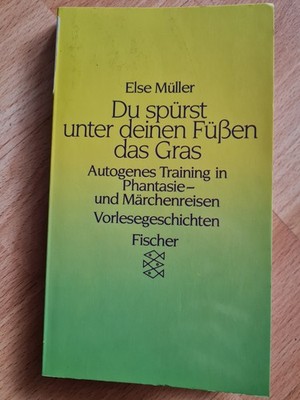 Else Müller
Du spürst
unter deinen Füßen
das Gras
Autogenes Training in
Phantasie-
und Märchenreisen
Vorlesegeschichten
Fischer